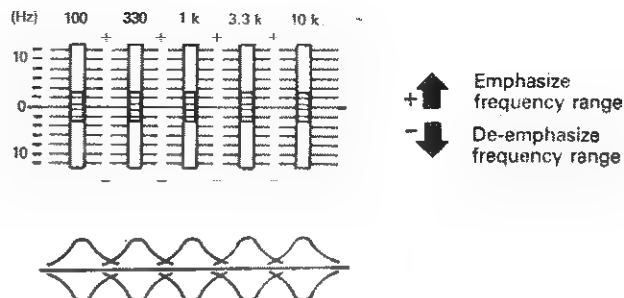 (Hz) 100 330 1 k 3.3 k 10 k
+ + + +
10
0
10
− − − −
+ Emphasize
frequency range
− De-emphasize
frequency range